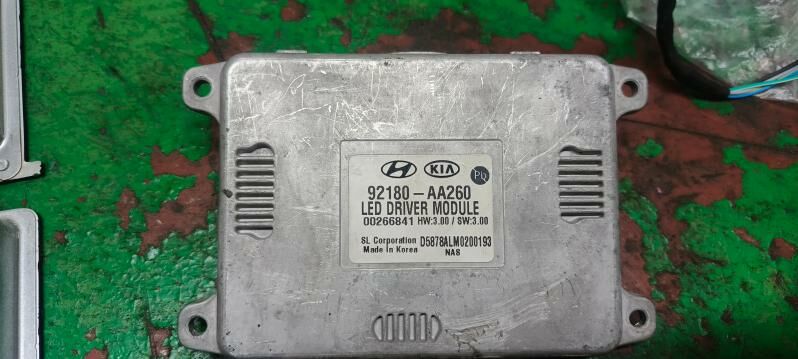 KIA
PU
92180-AA260
LED DRIVER MODULE
00266841 HW:3.00 / SW:3.00
SL Corporation D5878ALM0200193
Made In Korea NAS